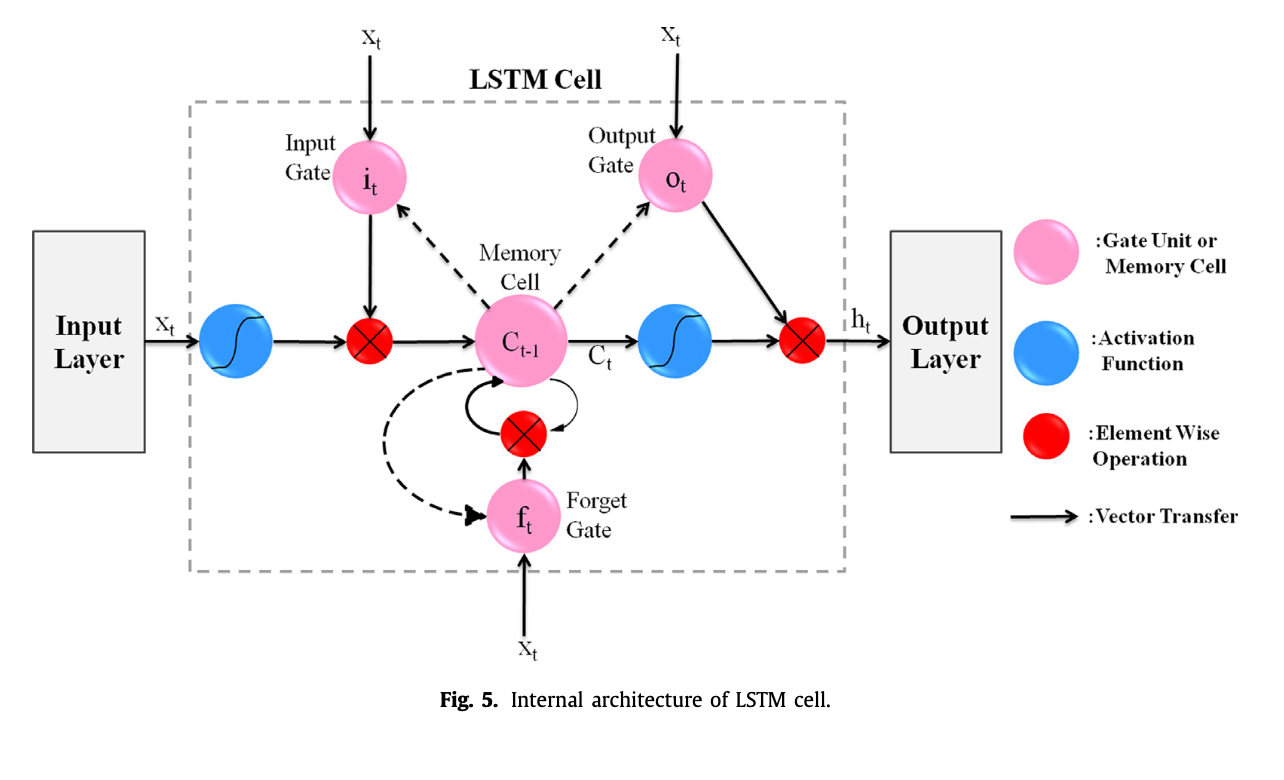 xₜ
xₜ
LSTM Cell
Input
Gate
iₜ
Output
Gate
oₜ
Memory
Cell
Cₜ₋₁
Input
Layer
xₜ
Cₜ
hₜ
Output
Layer
fₜ
Forget
Gate
xₜ
:Gate Unit or
Memory Cell
:Activation
Function
:Element Wise
Operation
:Vector Transfer
Fig. 5. Internal architecture of LSTM cell.